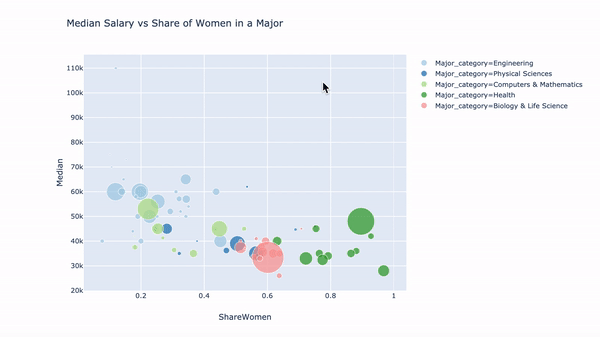 Median Salary vs Share of Women in a Major
110k
100k
90k
80k
70k
60k
50k
40k
30k
20k
Median
0.2
0.4
0.6
0.8
1
ShareWomen
Major_category=Engineering
Major_category=Physical Sciences
Major_category=Computers & Mathematics
Major_category=Health
Major_category=Biology & Life Science